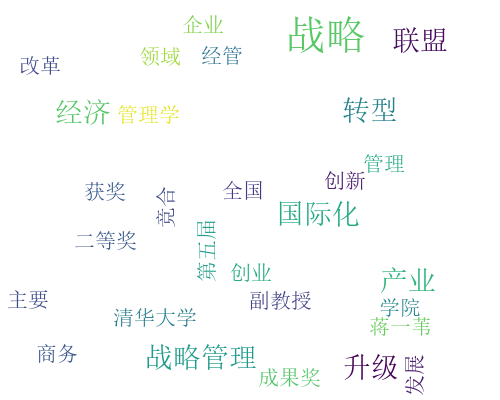 企业
战略
联盟
改革
领域
经管
经济
管理学
转型
管理
创新
获奖
竞合
全国
国际化
二等奖
第五届
创业
产业
主要
副教授
学院
清华大学
蒋一苇
商务
战略管理
升级
成果奖
发展